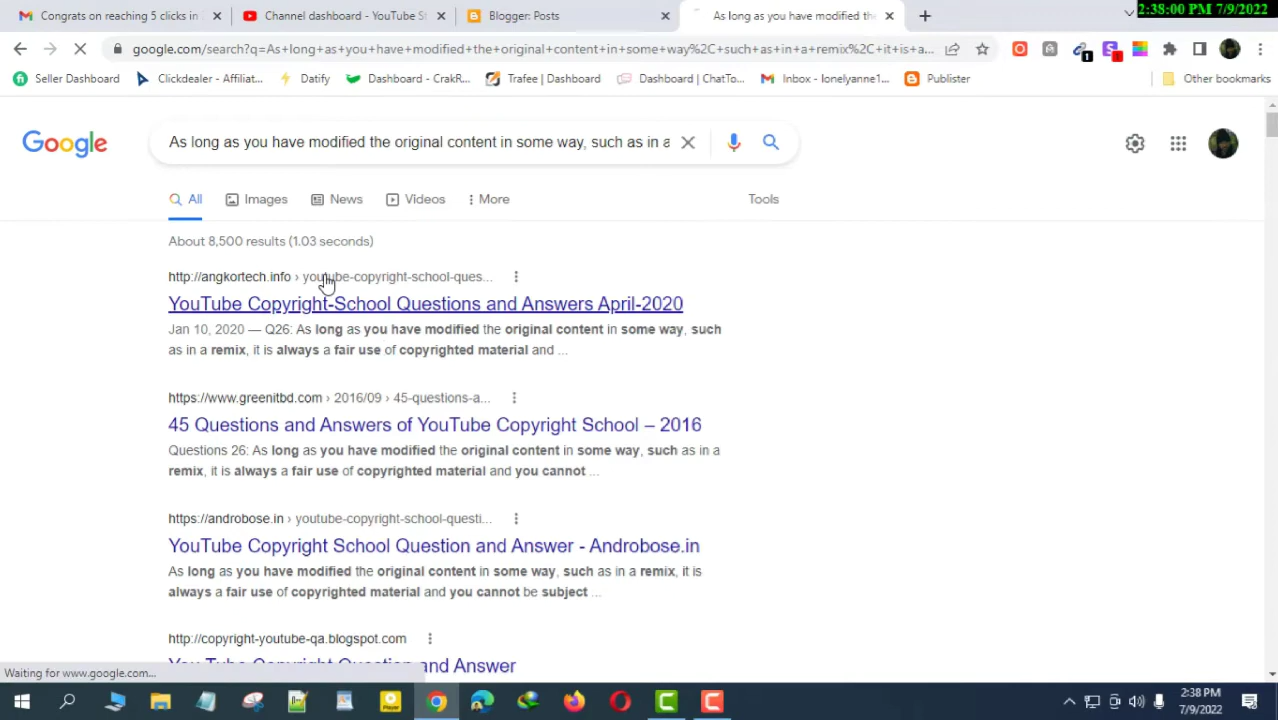 Congrats on reaching 5 clicks in
Channel dashboard - YouTube St
Blogger: Posts
As long as you have modified the
2:38:00 PM 7/9/2022
google.com/search?q=As+long+as+you+have+modified+the+original+content+in+some+way%2C+such+as+in+a+remix%2C+it+is+a...
Seller Dashboard
Clickdealer - Affiliat...
Datify
Dashboard - CrakR...
Trafee | Dashboard
Dashboard | ChatTo...
Inbox - lonelyanne1...
Publister
Other bookmarks
Google
As long as you have modified the original content in some way, such as in a
All
Images
News
Videos
More
Tools
About 8,500 results (1.03 seconds)
http://angkortech.info › youtube-copyright-school-ques...
YouTube Copyright-School Questions and Answers April-2020
Jan 10, 2020 — Q26: As long as you have modified the original content in some way, such
as in a remix, it is always a fair use of copyrighted material and ...
https://www.greenitbd.com › 2016/09 › 45-questions-a...
45 Questions and Answers of YouTube Copyright School – 2016
Questions 26: As long as you have modified the original content in some way, such as in a
remix, it is always a fair use of copyrighted material and you cannot ...
https://androbose.in › youtube-copyright-school-questi...
YouTube Copyright School Question and Answer - Androbose.in
As long as you have modified the original content in some way, such as in a remix, it is
always a fair use of copyrighted material and you cannot be subject ...
http://copyright-youtube-qa.blogspot.com
You Tube Copyright Question and Answer
Waiting for www.google.com...
2:38 PM
7/9/2022